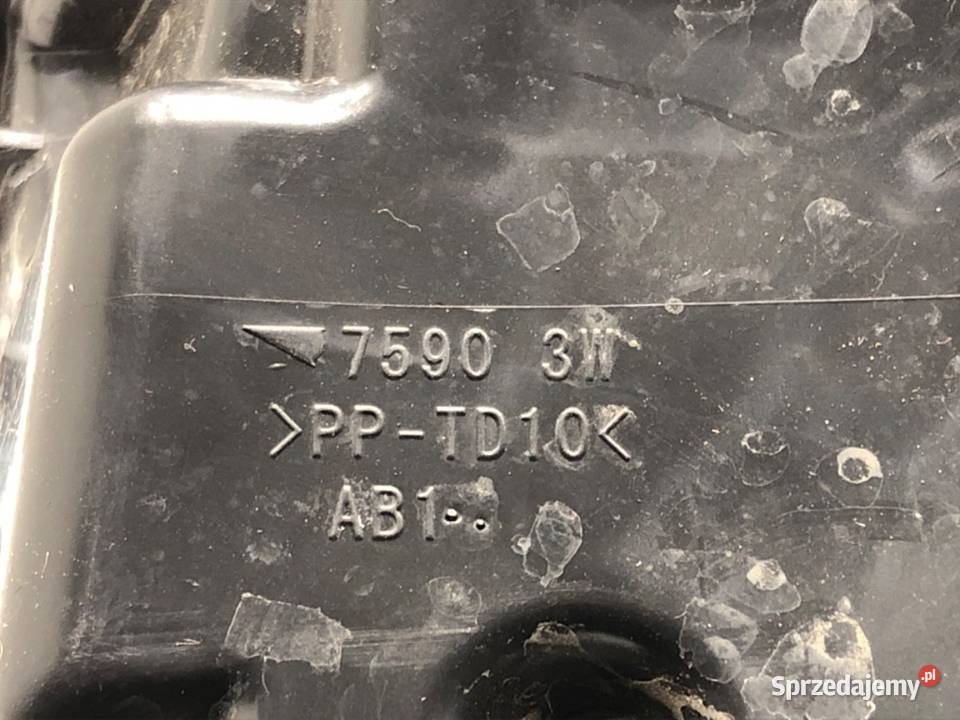 7590 3W
>PP-TD10<
AB1
Sprzedajemy.pl